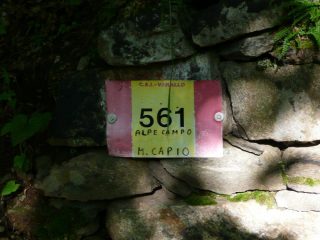 C.A.I. - VARALLO
561
ALPE CAMPO
M. CAPIO